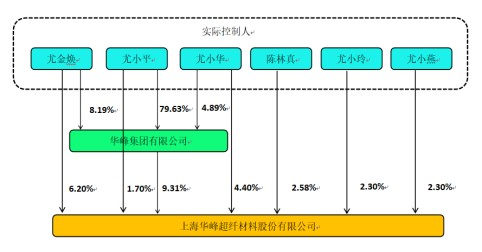 实际控制人
尤金焕 尤小平 尤小华 陈林真 尤小玲 尤小燕
8.19% 79.63% 4.89%
华峰集团有限公司
6.20% 1.70% 9.31% 4.40% 2.58% 2.30% 2.30%
上海华峰超纤材料股份有限公司